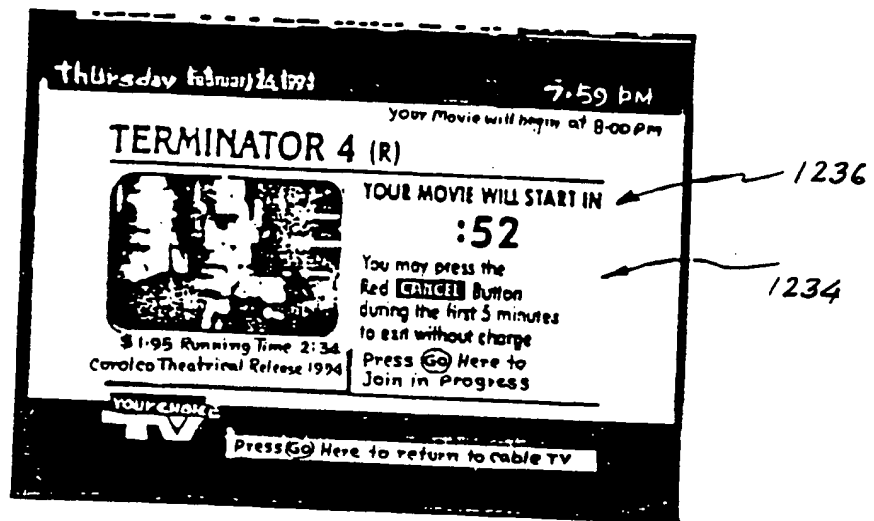 Thursday February 24, 1994
7:59 PM
Your Movie will begin at 8:00 PM
TERMINATOR 4 (R)
YOUR MOVIE WILL START IN
:52
You may press the
Red CANCEL Button
during the first 5 minutes
to exit without charge
$1.95 Running Time 2:34
Carolco Theatrical Release 1994
Press Go Here to
Join in Progress
YOUR CHOICE
TV
Press Go Here to return to cable TV
1236
1234